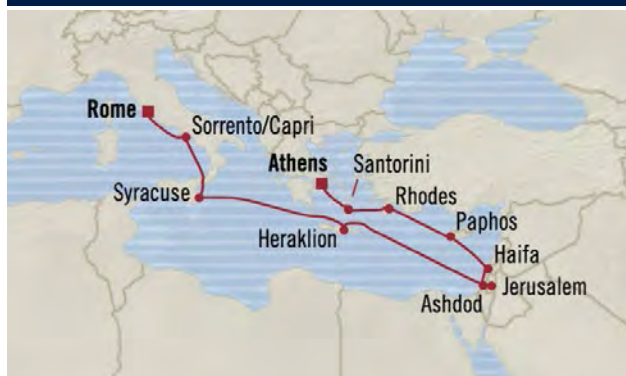 Rome
Sorrento/Capri
Athens
Santorini
Syracuse
Rhodes
Paphos
Heraklion
Haifa
Ashdod
Jerusalem